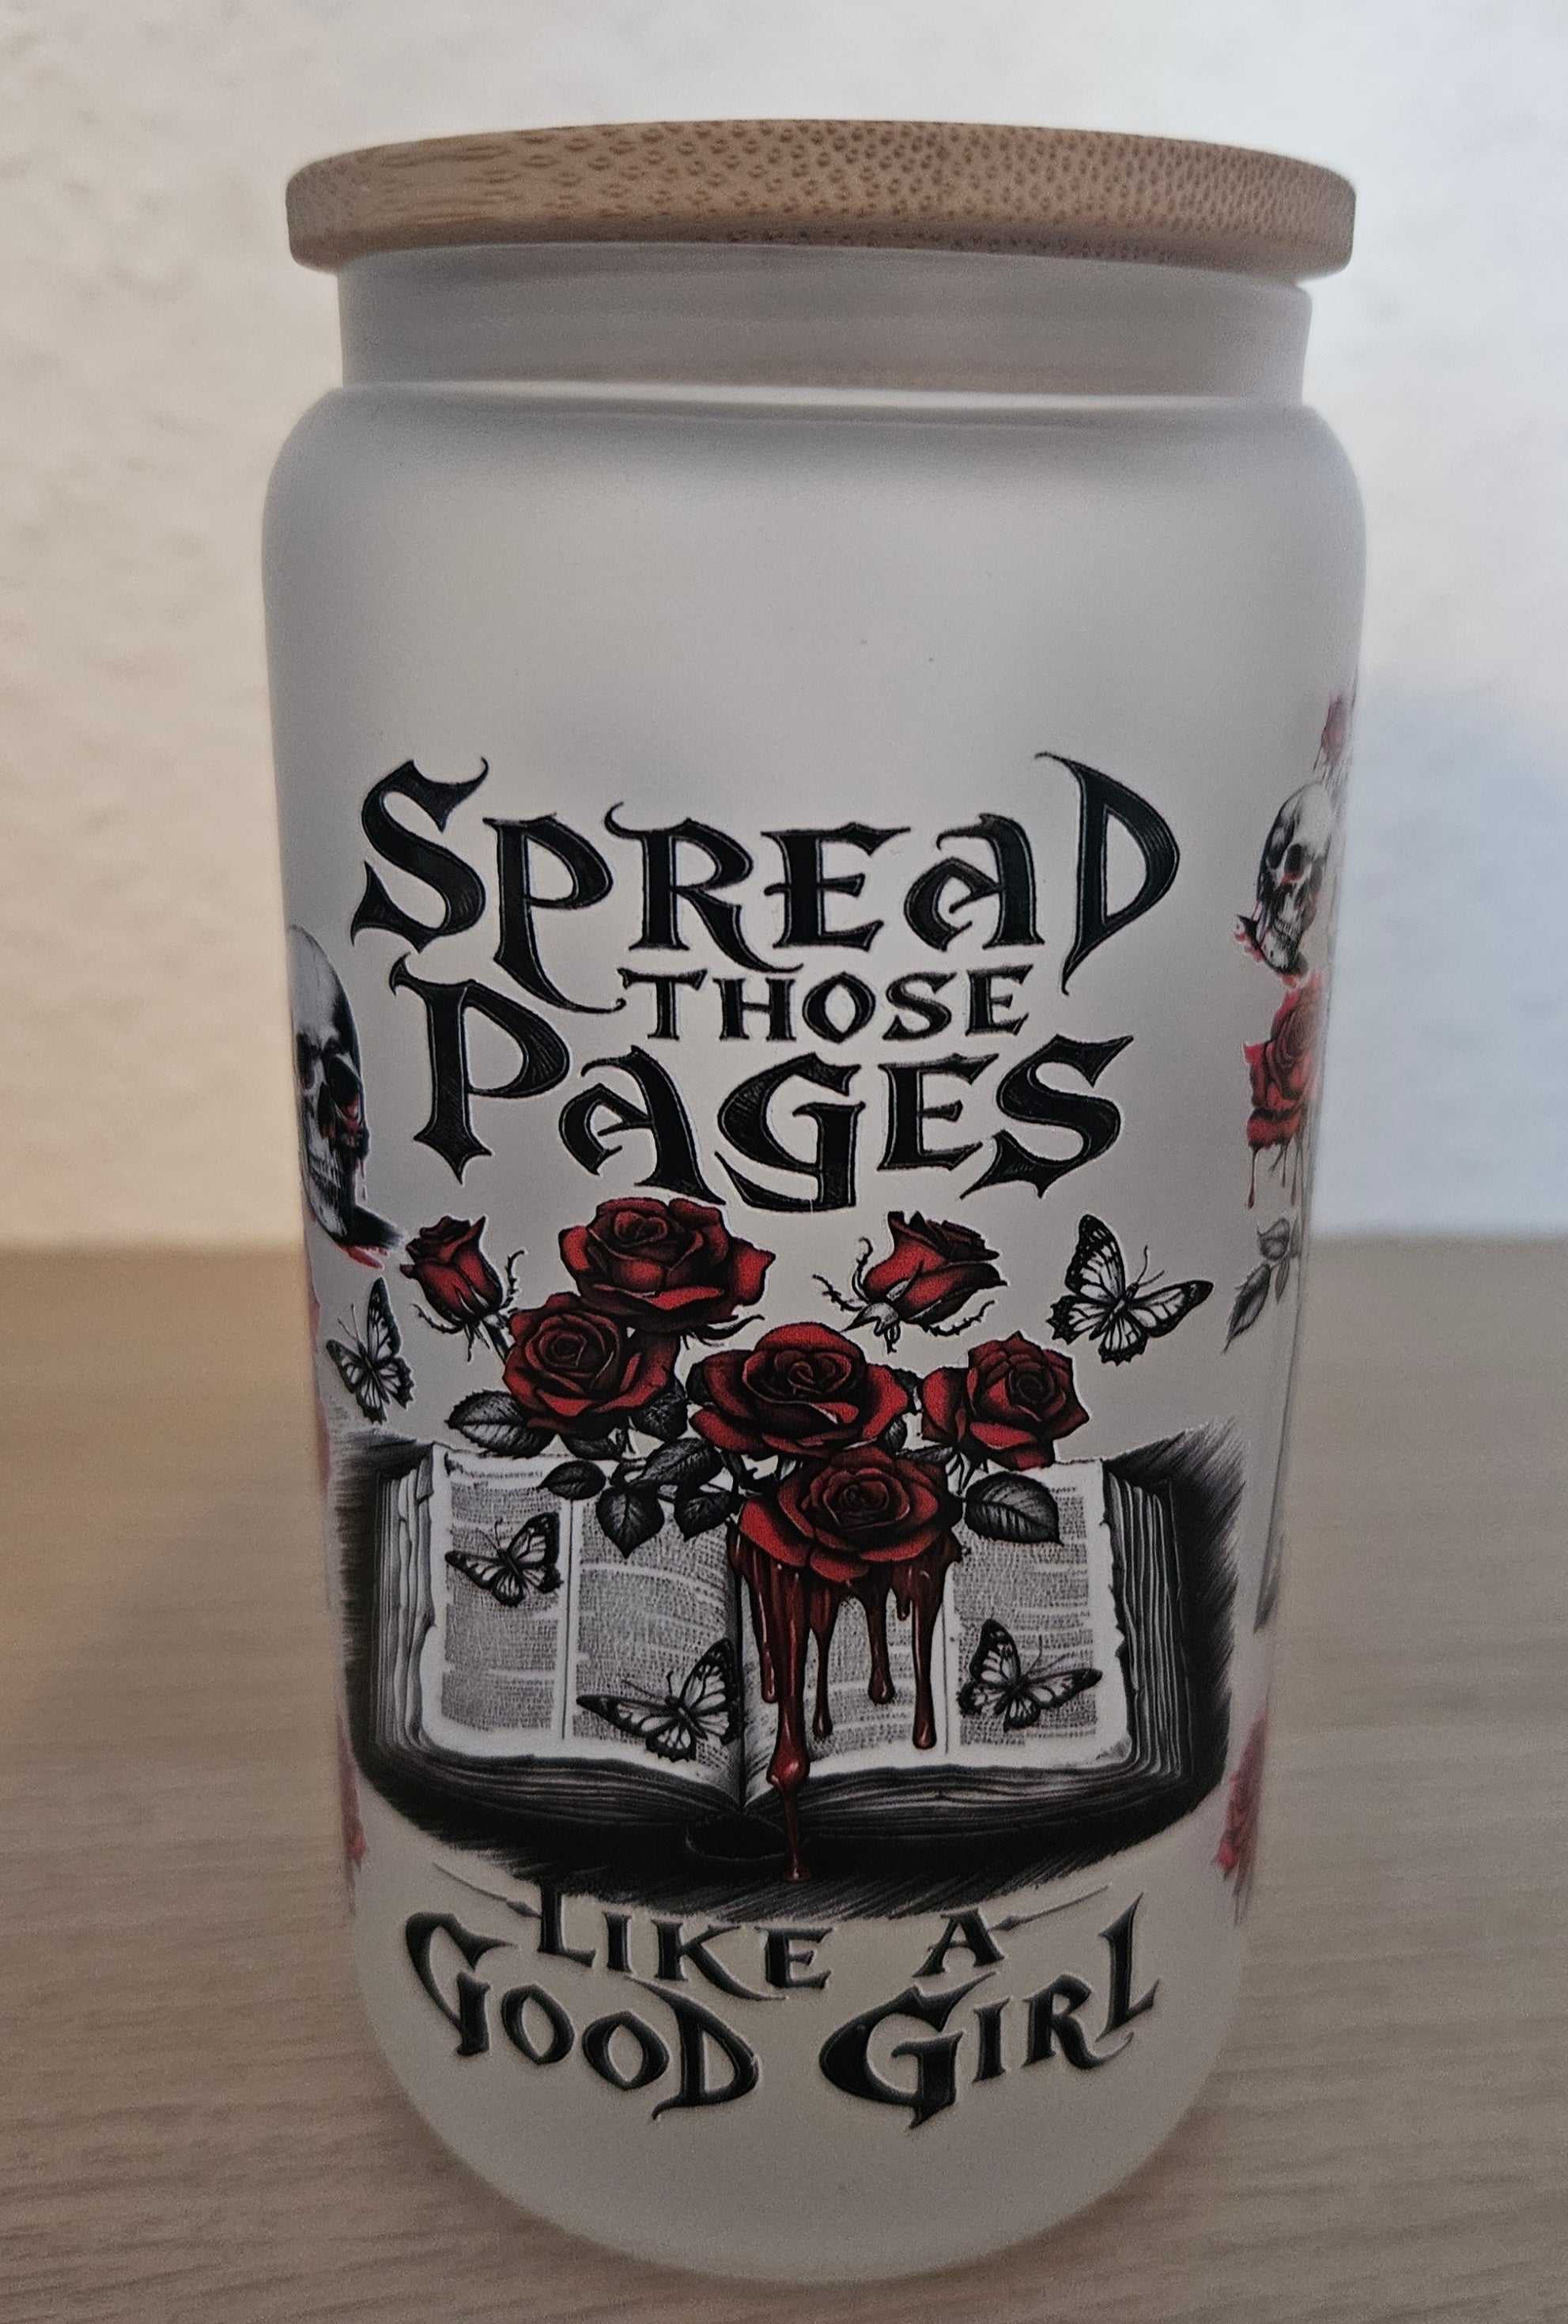 SPREAD
THOSE
PAGES
LIKE A
GOOD GIRL